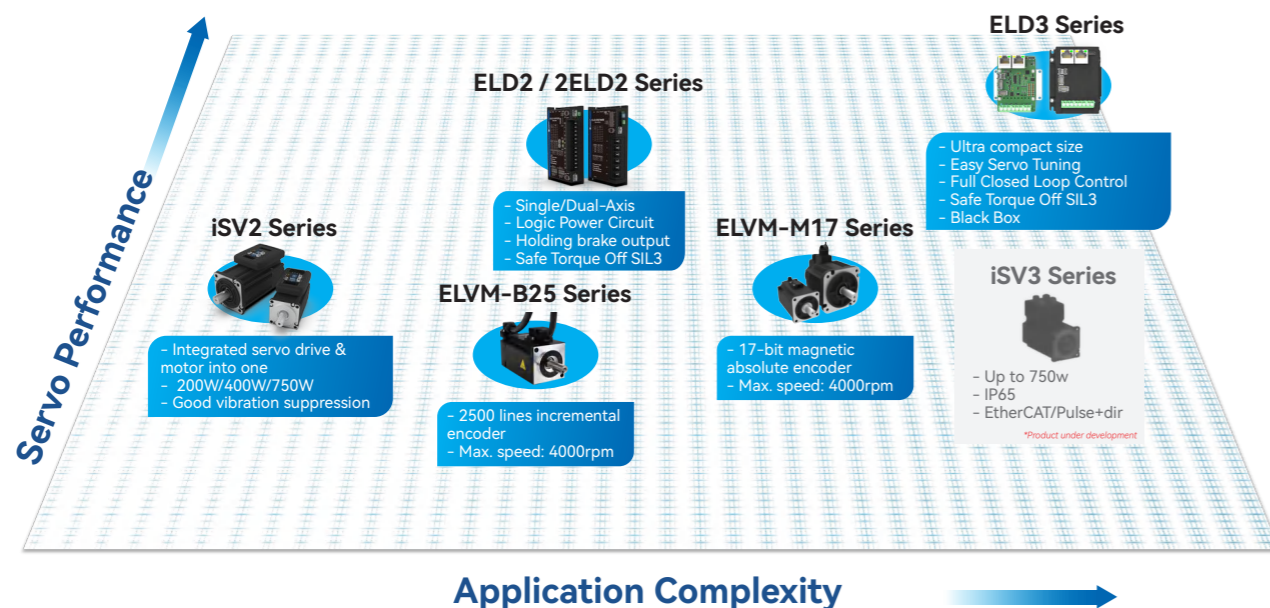 ELD3 Series
- Ultra compact size
- Easy Servo Tuning
- Full Closed Loop Control
- Safe Torque Off SIL3
- Black Box
ELD2 / 2ELD2 Series
- Single/Dual-Axis
- Logic Power Circuit
- Holding brake output
- Safe Torque Off SIL3
iSV2 Series
- Integrated servo drive &
motor into one
- 200W/400W/750W
- Good vibration suppression
ELVM-B25 Series
- 2500 lines incremental
encoder
- Max. speed: 4000rpm
ELVM-M17 Series
- 17-bit magnetic
absolute encoder
- Max. speed: 4000rpm
iSV3 Series
- Up to 750w
- IP65
- EtherCAT/Pulse+dir
*Product under development
Servo Performance
Application Complexity